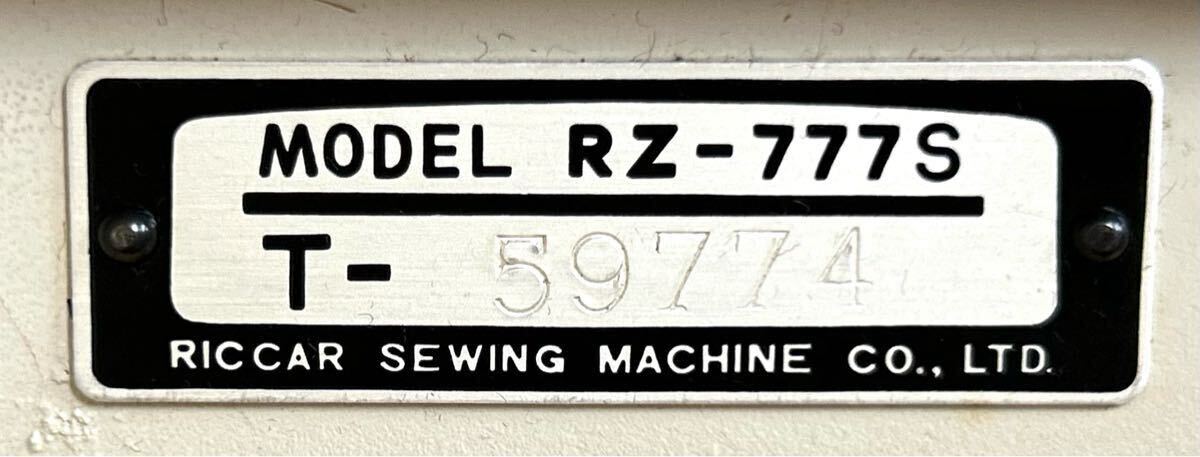 MODEL RZ-777S
T- 59774
RICCAR SEWING MACHINE CO., LTD.